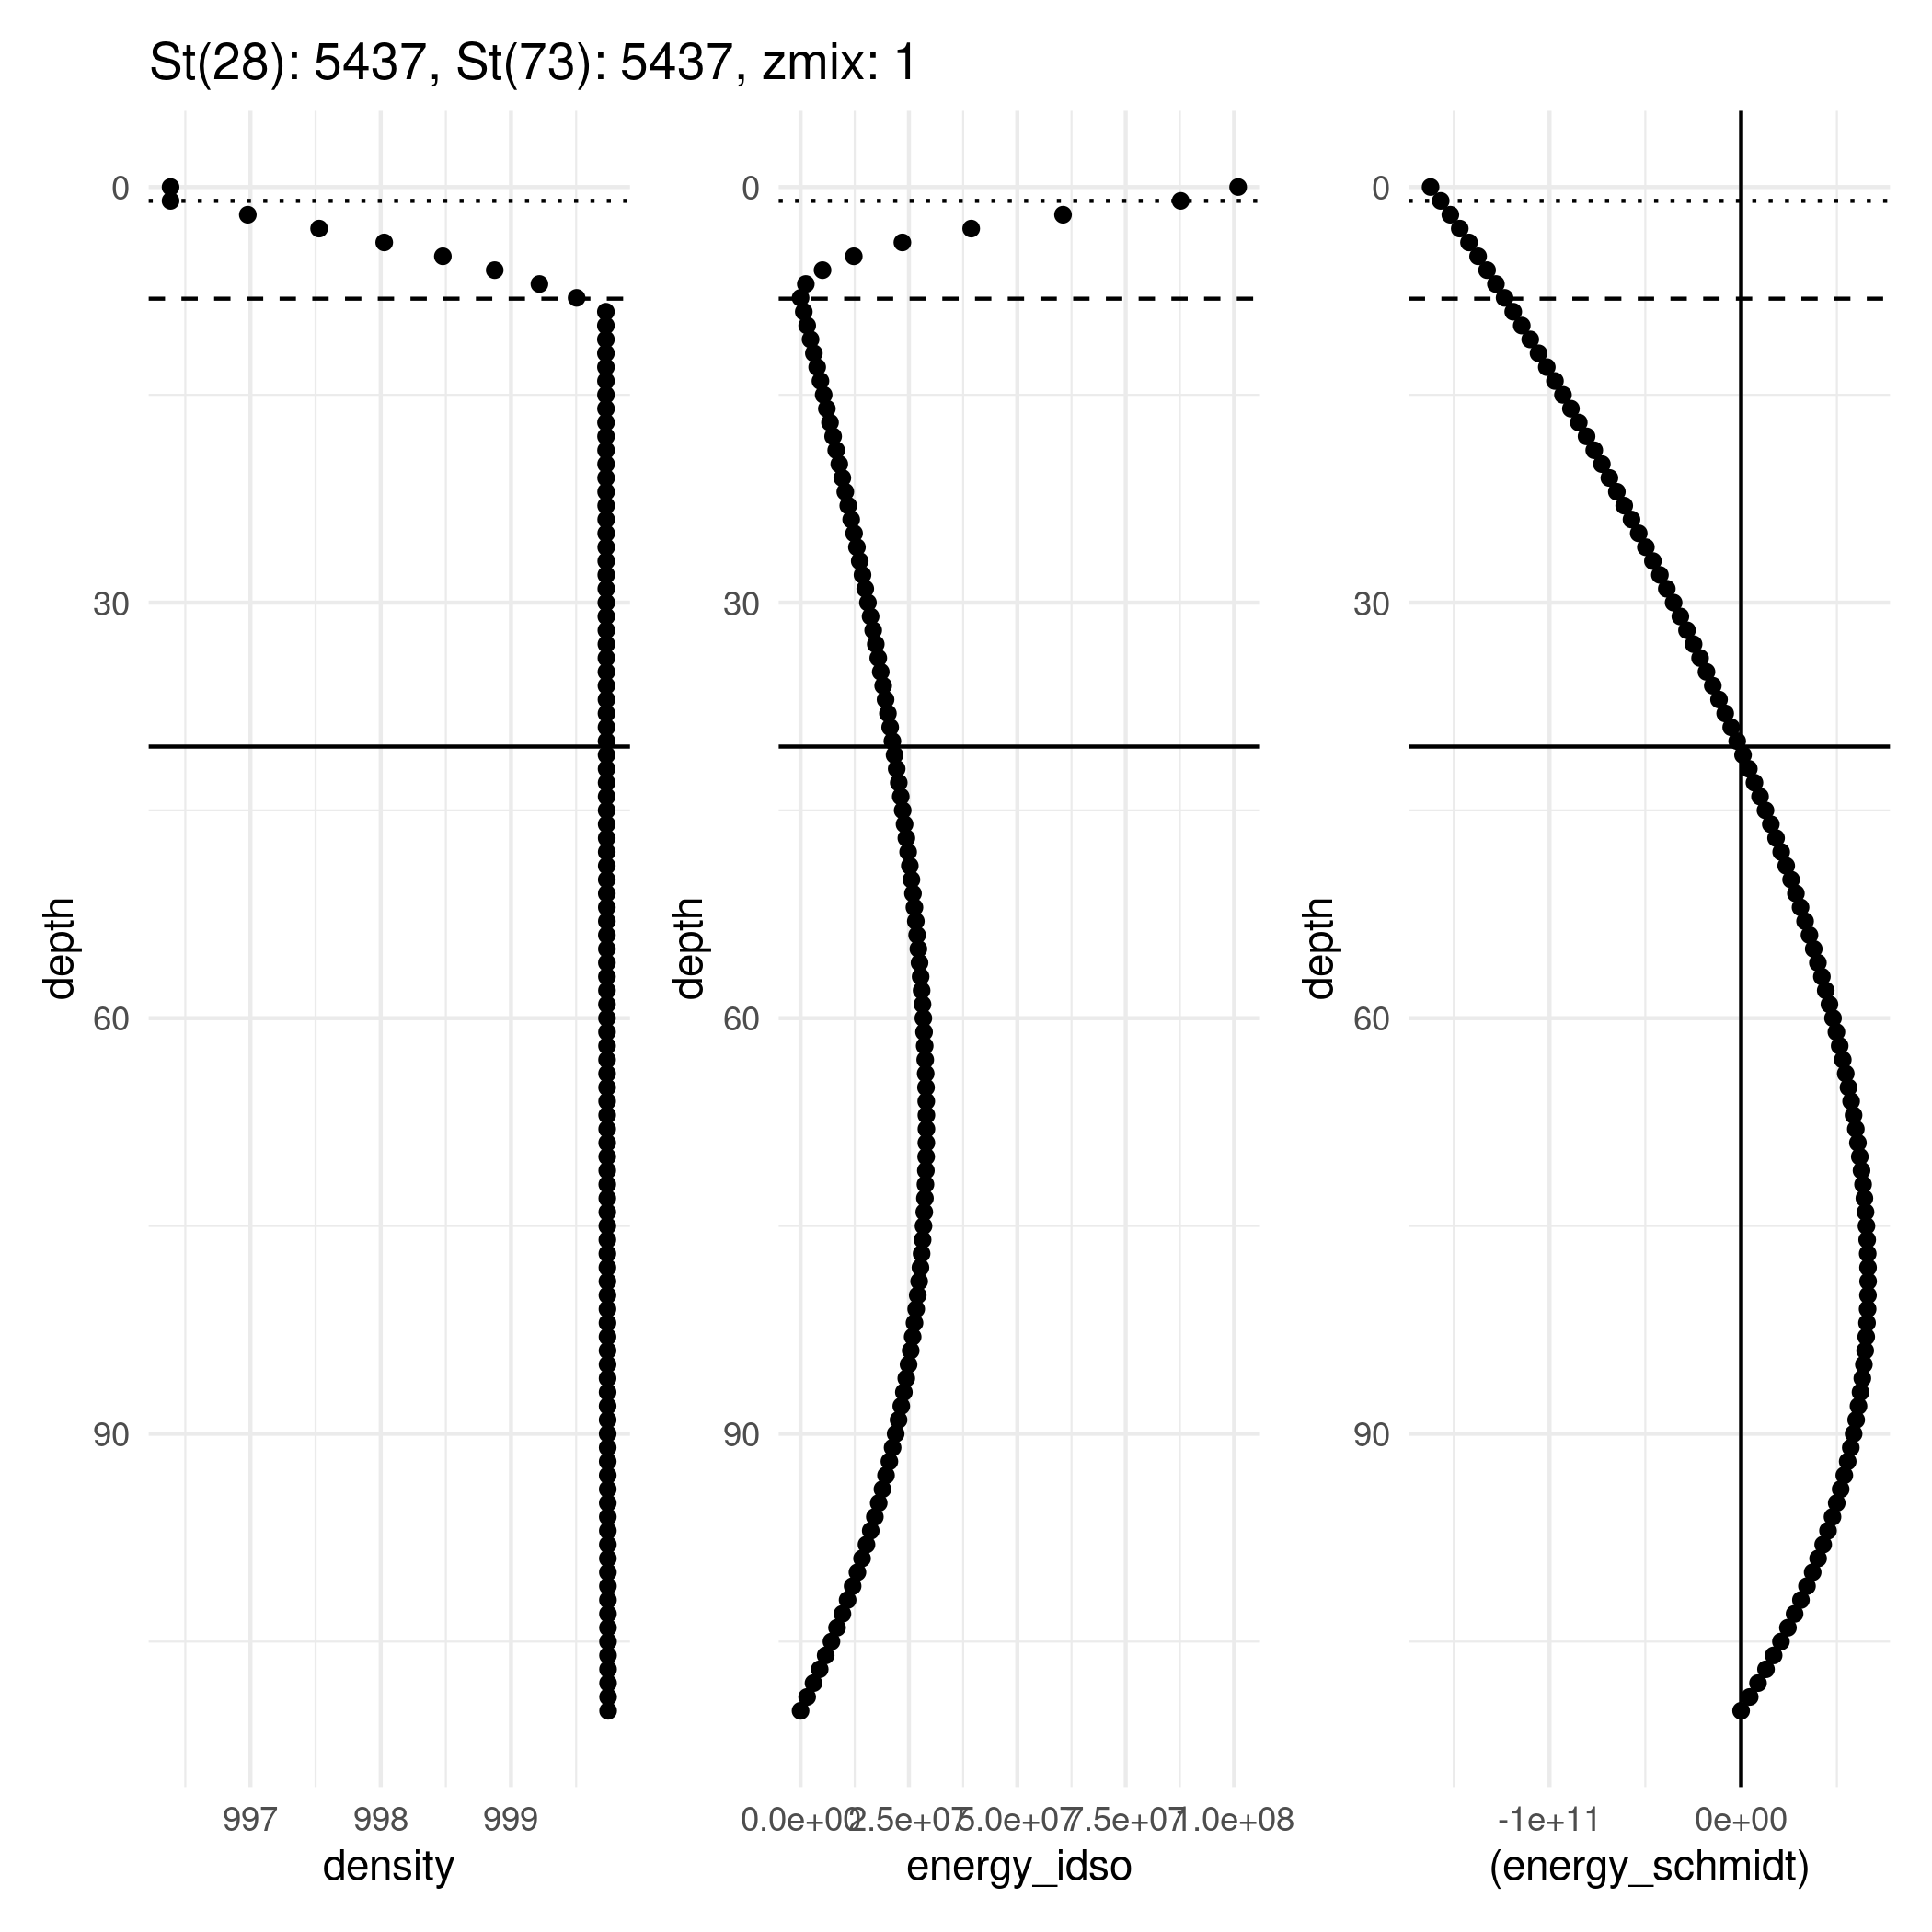 St(28): 5437, St(73): 5437, zmix: 1
0
30
60
90
depth
997
998
999
density
0
30
60
90
depth
0.0e+00
2.5e+07
5.0e+07
7.5e+07
1.0e+08
energy_idso
0
30
60
90
depth
-1e+11
0e+00
(energy_schmidt)